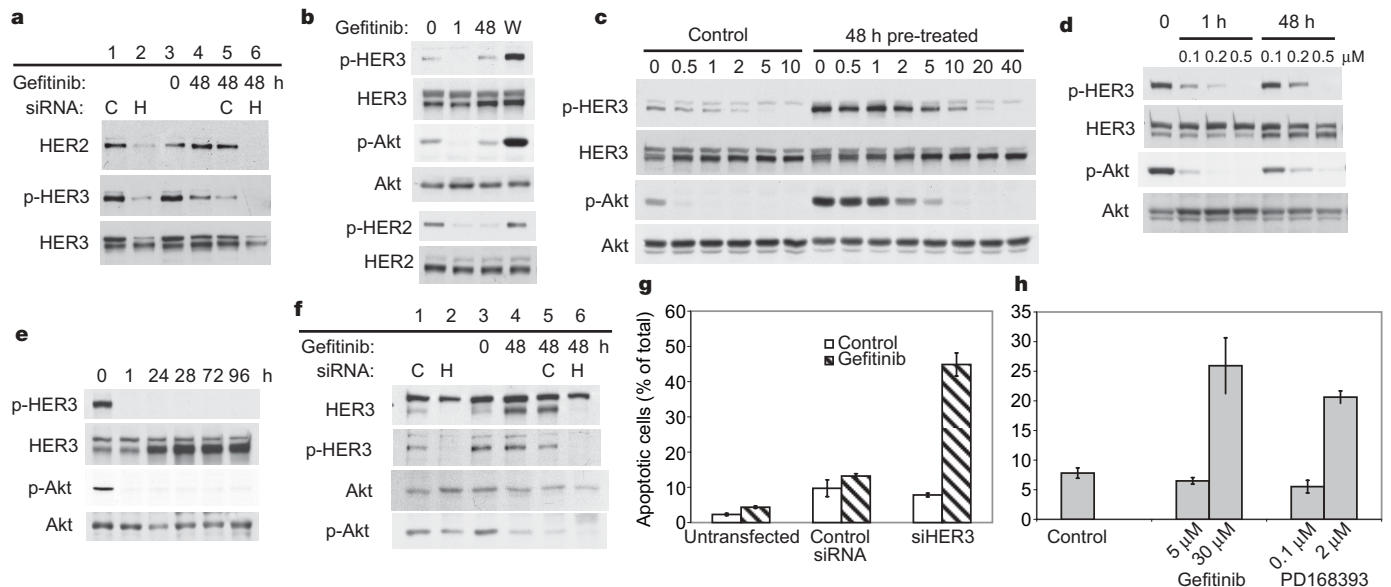 a
1 2 3 4 5 6
Gefitinib: 0 48 48 48 h
siRNA: C H C H
HER2
p-HER3
HER3
b
Gefitinib: 0 1 48 W
p-HER3
HER3
p-Akt
Akt
p-HER2
HER2
c
Control 48 h pre-treated
0 0.5 1 2 5 10 0 0.5 1 2 5 10 20 40
p-HER3
HER3
p-Akt
Akt
d
0 1 h 48 h
0.1 0.2 0.5 0.1 0.2 0.5 μM
p-HER3
HER3
p-Akt
Akt
e
0 1 24 28 72 96 h
p-HER3
HER3
p-Akt
Akt
f
1 2 3 4 5 6
Gefitinib: 0 48 48 48 h
siRNA: C H C H
HER3
p-HER3
Akt
p-Akt
g
Apoptotic cells (% of total)
60
50
40
30
20
10
0
Control
Gefitinib
Untransfected Control siRNA siHER3
h
35
30
25
20
15
10
5
0
Control 5 μM 30 μM 0.1 μM 2 μM
Gefitinib PD168393